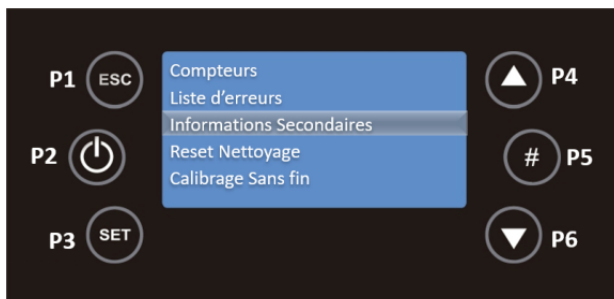 P1 ESC
P2
P3 SET
Compteurs
Liste d'erreurs
Informations Secondaires
Reset Nettoyage
Calibrage Sans fin
P4
# P5
P6